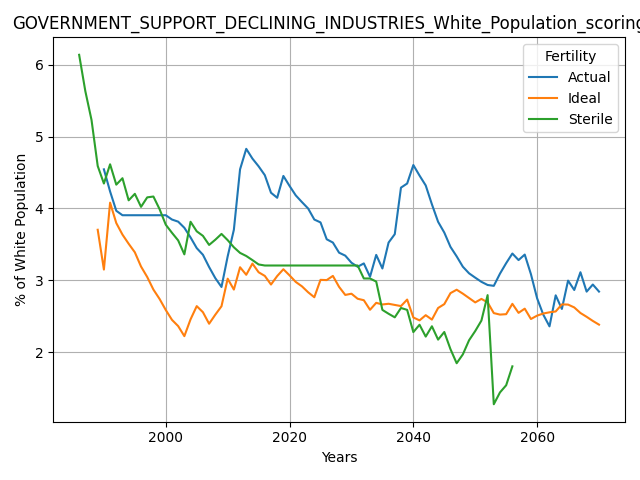 GOVERNMENT_SUPPORT_DECLINING_INDUSTRIES_White_Population_scoring
Fertility
Actual
Ideal
Sterile
% of White Population
6
5
4
3
2
2000 2020 2040 2060
Years